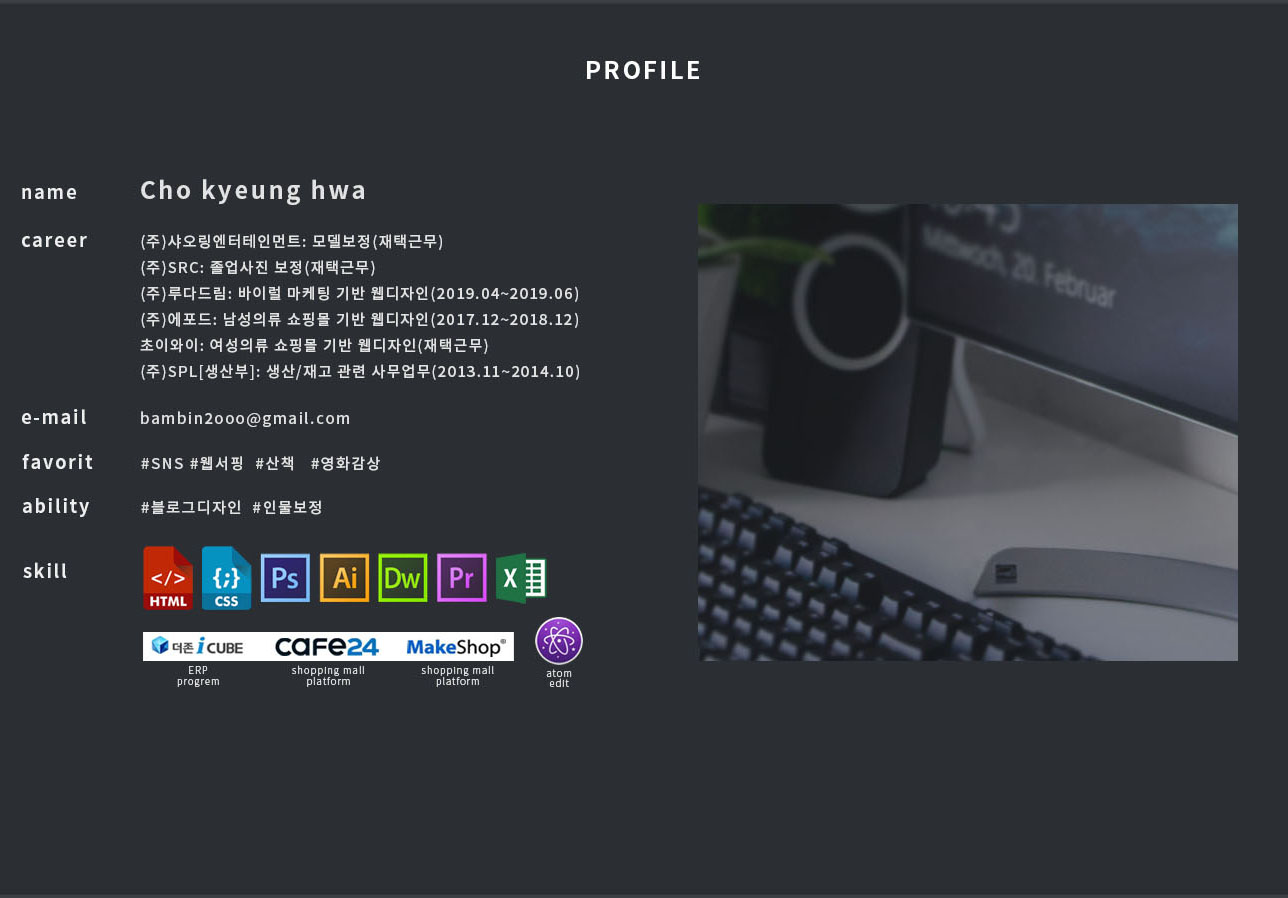 PROFILE
name
Cho kyeung hwa
career
(주)샤오링엔터테인먼트: 모델보정(재택근무)
(주)SRC: 졸업사진 보정(재택근무)
(주)루다드림: 바이럴 마케팅 기반 웹디자인(2019.04~2019.06)
(주)에포드: 남성의류 쇼핑몰 기반 웹디자인(2017.12~2018.12)
초이와이: 여성의류 쇼핑몰 기반 웹디자인(재택근무)
(주)SPL[생산부]: 생산/재고 관련 사무업무(2013.11~2014.10)
e-mail
bambin2ooo@gmail.com
favorit
#SNS #웹서핑 #산책 #영화감상
ability
#블로그디자인 #인물보정
skill
</> {;} Ps Ai Dw Pr X
HTML CSS
더존 iCUBE cafe24 MakeShop®
ERP progrem
shopping mall platform
shopping mall platform
atom edit
Mittwoch, 20. Februar